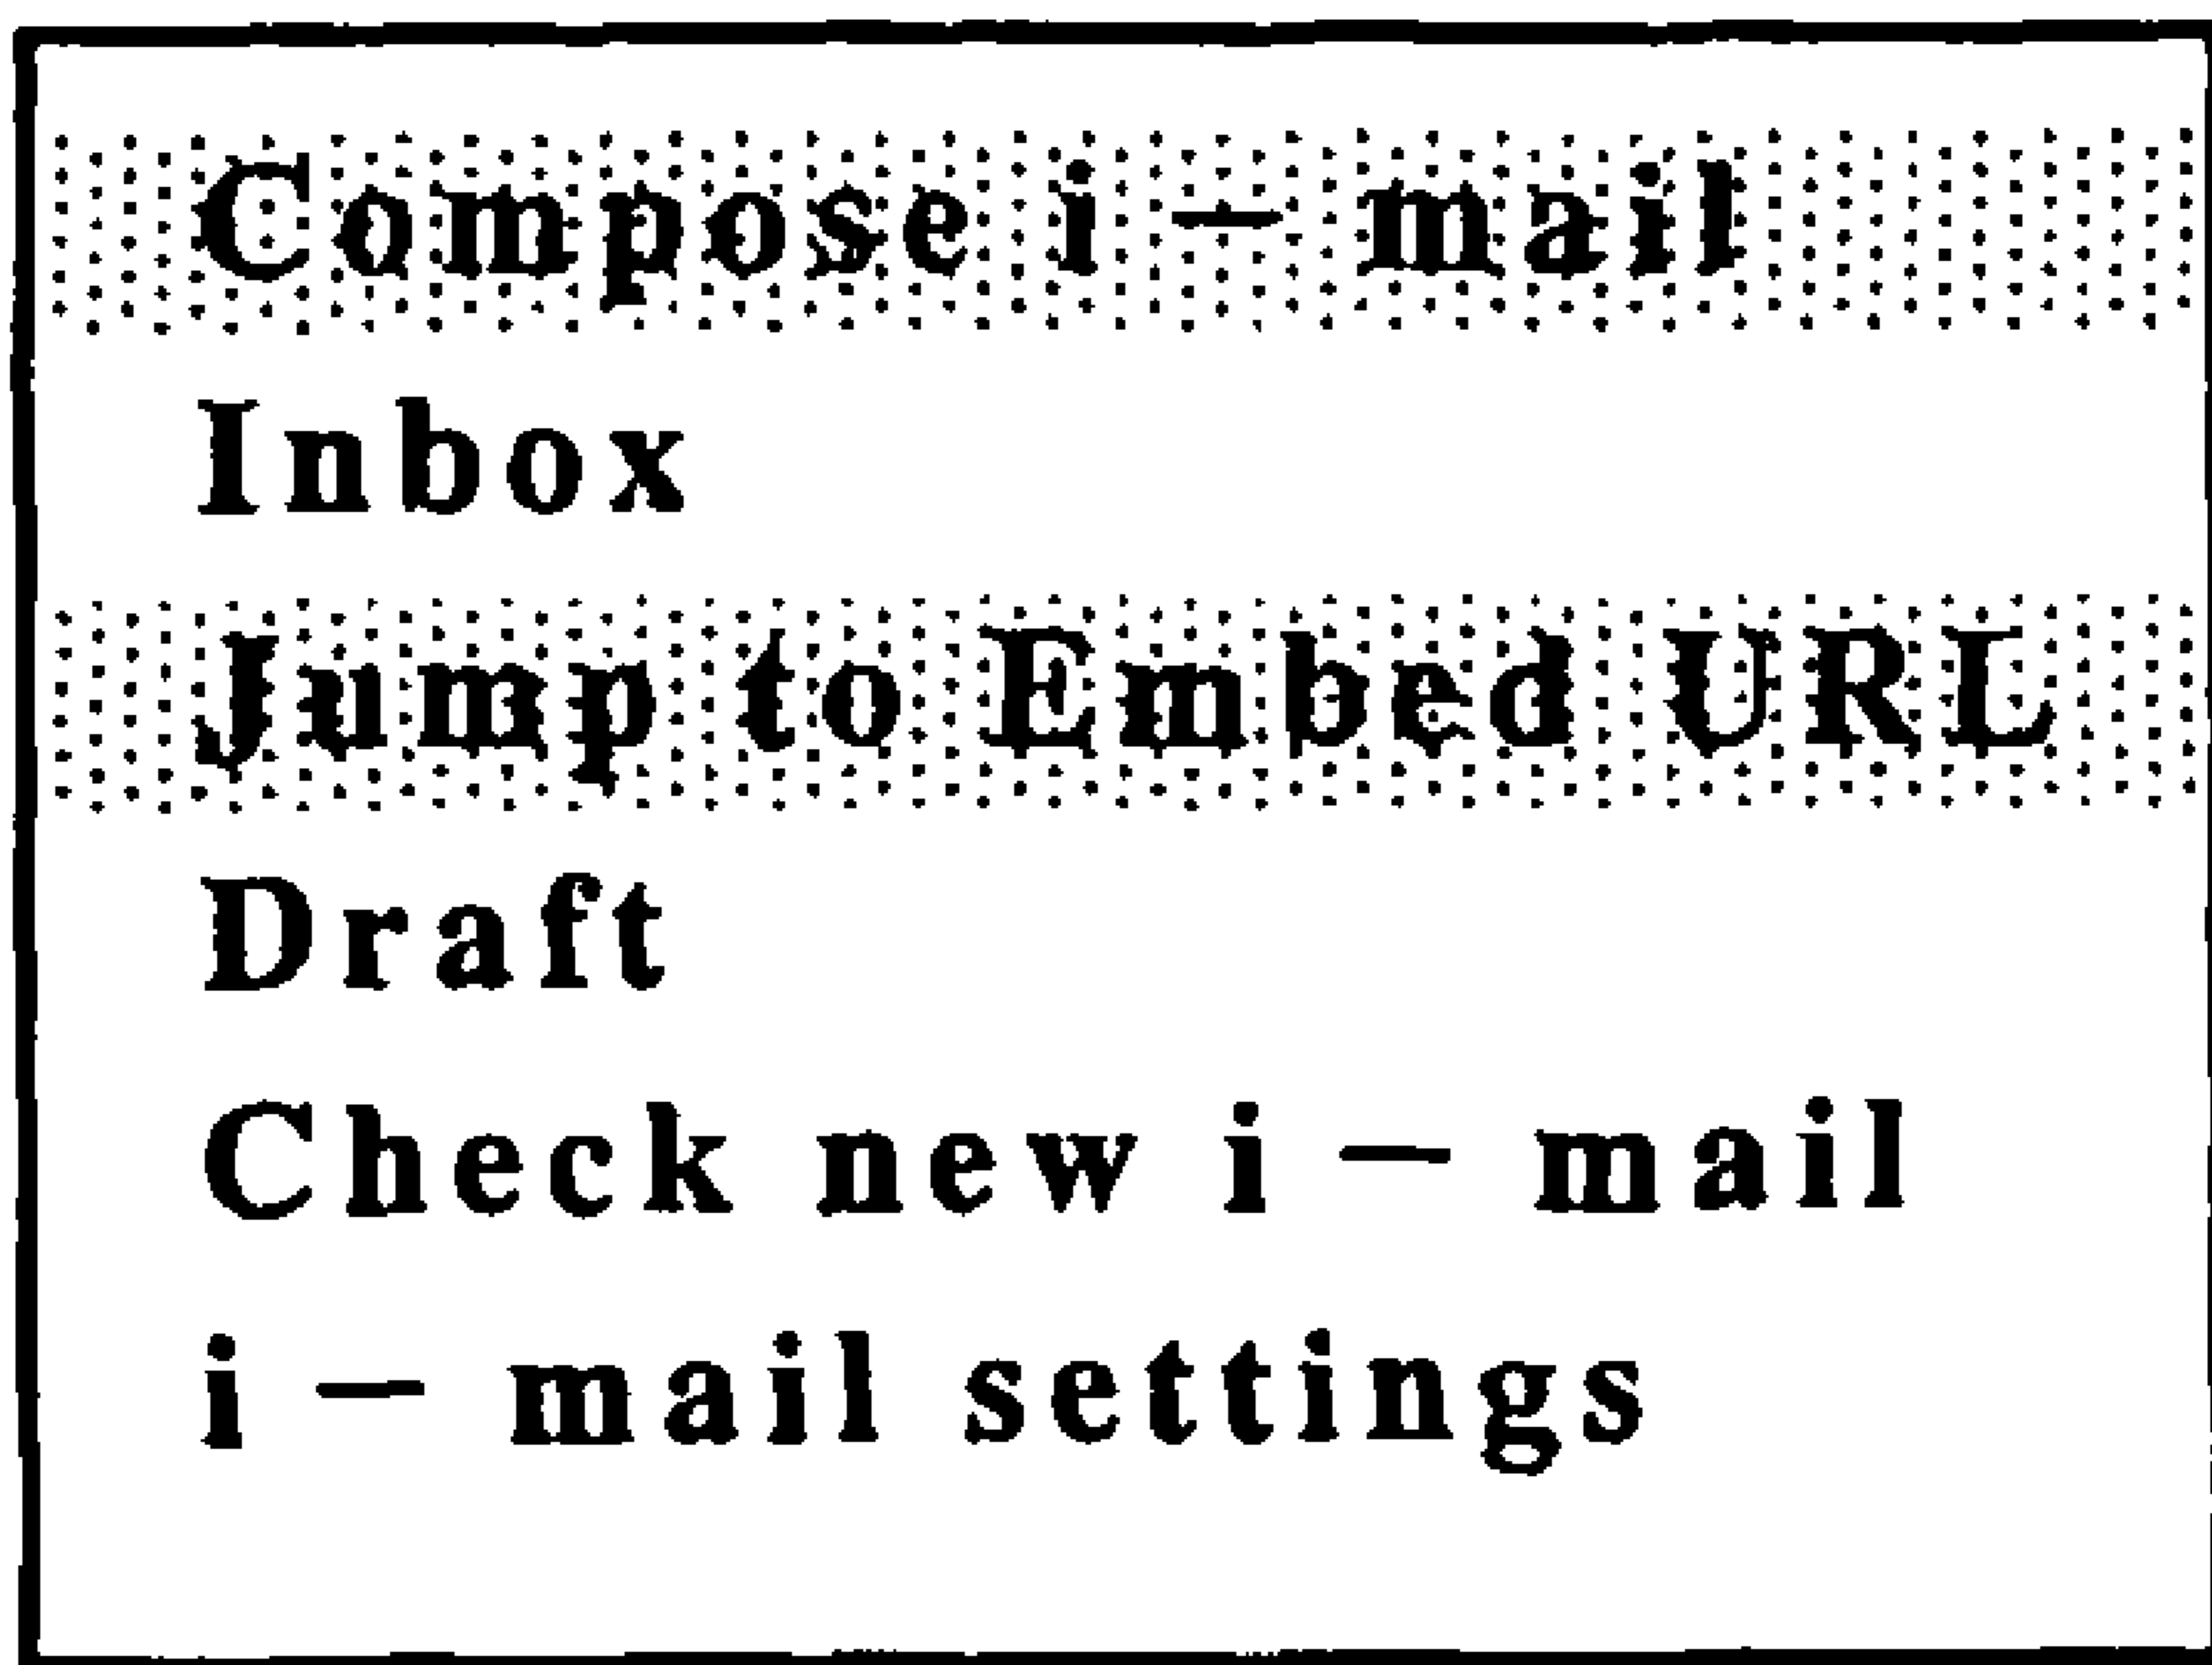 Compose i-mail
Inbox
Jump to Embed URL
Draft
Check new i-mail
i-mail settings